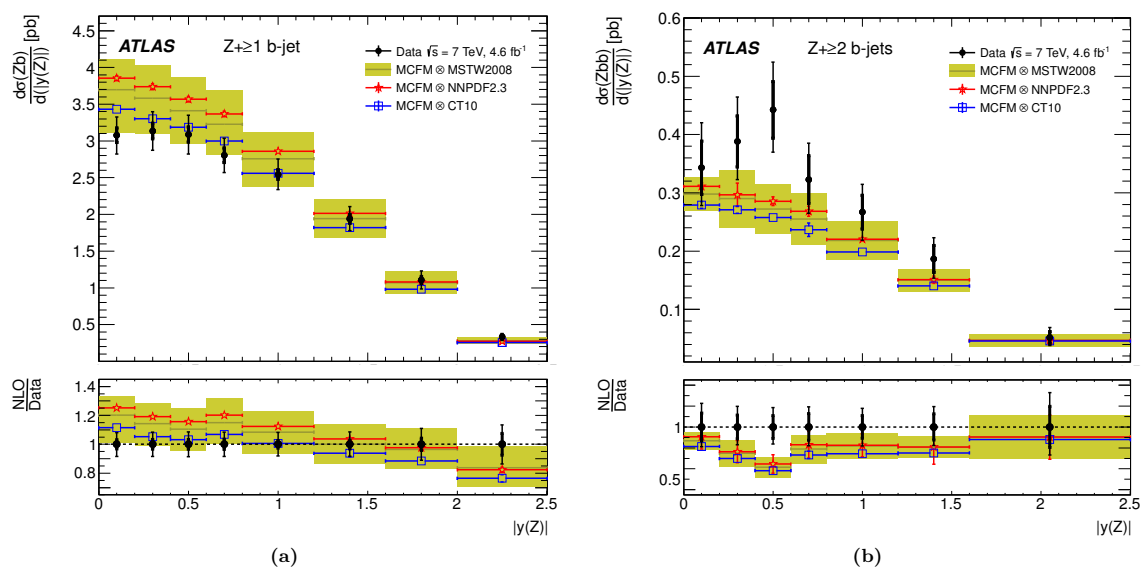 dσ(Zb)
d(|y(Z)|)
[pb]
4.5
4
3.5
3
2.5
2
1.5
1
0.5
ATLAS
Z+≥1 b-jet
Data √s = 7 TeV, 4.6 fb⁻¹
MCFM ⊗ MSTW2008
MCFM ⊗ NNPDF2.3
MCFM ⊗ CT10
NLO
Data
1.4
1.2
1
0.8
0 0.5 1 1.5 2 2.5
|y(Z)|
(a)
dσ(Zbb)
d(|y(Z)|)
[pb]
0.6
0.5
0.4
0.3
0.2
0.1
ATLAS
Z+≥2 b-jets
Data √s = 7 TeV, 4.6 fb⁻¹
MCFM ⊗ MSTW2008
MCFM ⊗ NNPDF2.3
MCFM ⊗ CT10
NLO
Data
1
0.5
0 0.5 1 1.5 2 2.5
|y(Z)|
(b)